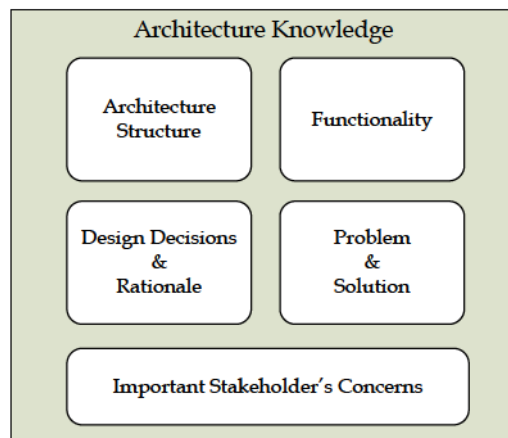 Architecture Knowledge
Architecture
Structure
Functionality
Design Decisions
&
Rationale
Problem
&
Solution
Important Stakeholder's Concerns